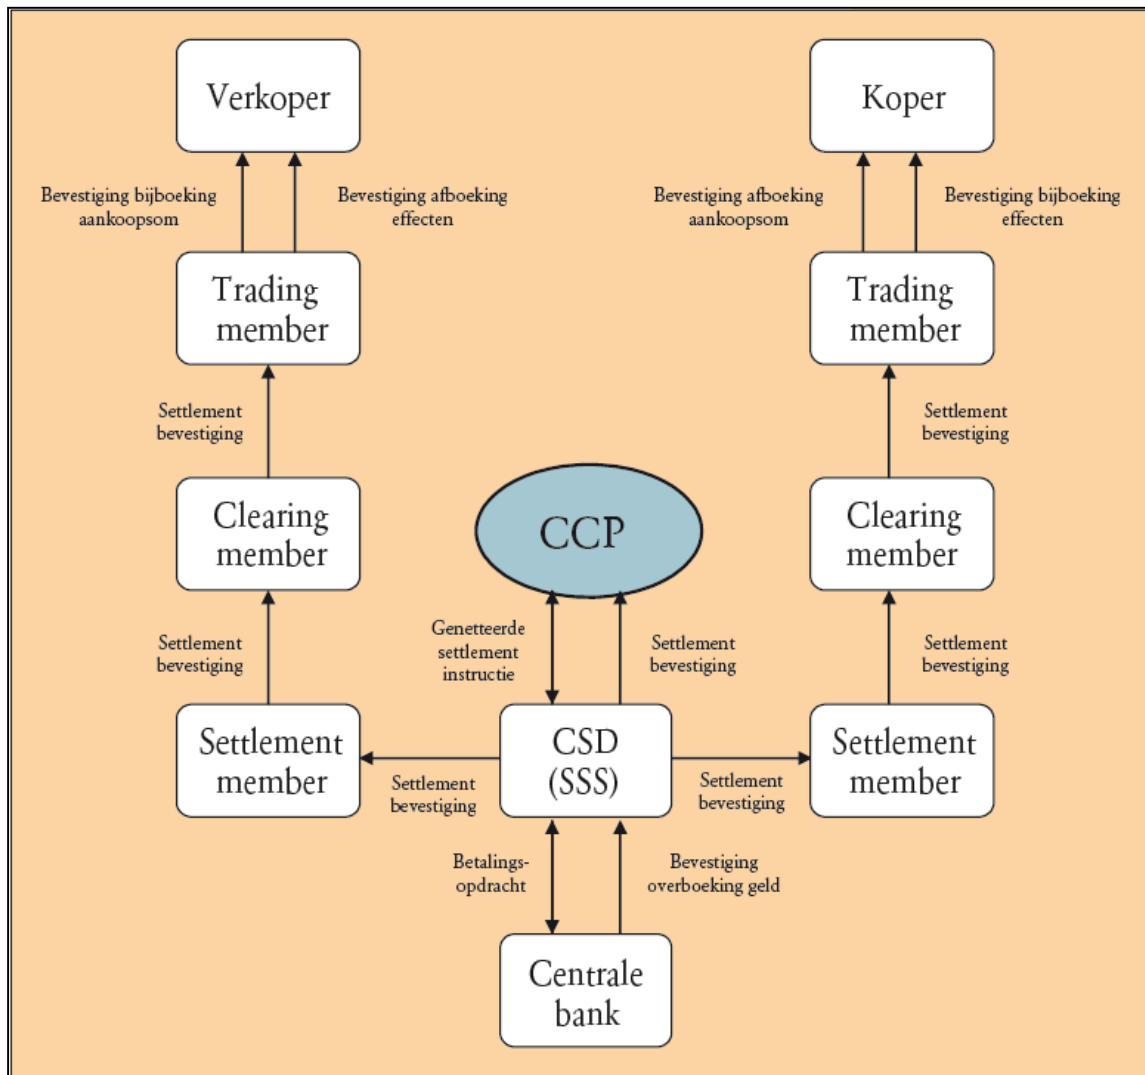 Verkoper
Koper
Bevestiging bijboeking
aankoopsom
Bevestiging afboeking
effecten
Bevestiging afboeking
aankoopsom
Bevestiging bijboeking
effecten
Trading
member
Trading
member
Settlement
bevestiging
Settlement
bevestiging
Clearing
member
CCP
Clearing
member
Settlement
bevestiging
Genetteerde
settlement
instructie
Settlement
bevestiging
Settlement
bevestiging
Settlement
member
CSD
(SSS)
Settlement
member
Settlement
bevestiging
Settlement
bevestiging
Betalings-
opdracht
Bevestiging
overboeking geld
Centrale
bank